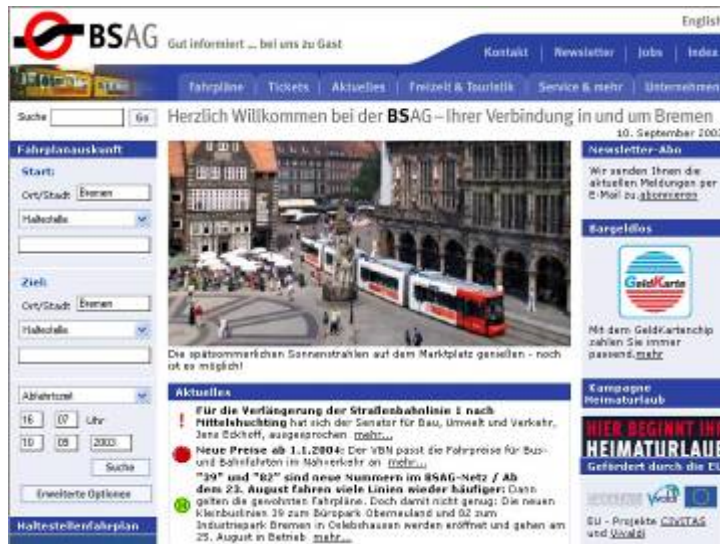 English
BSAG Gut informiert ... bei uns zu Gast
Kontakt | Newsletter | Jobs | Index
Fahrpläne | Tickets | Aktuelles | Freizeit & Touristik | Service & mehr | Unternehmen
Suche Go
Herzlich Willkommen bei der BSAG – Ihrer Verbindung in und um Bremen
10. September 2003
Fahrplanauskunft
Start:
Ort/Stadt Bremen
Haltestelle
Ziel:
Ort/Stadt Bremen
Haltestelle
Abfahrtszeit
16 07 Uhr
10 09 2003
Suche
Erweiterte Optionen
Haltestellenfahrplan
Die spätsommerlichen Sonnenstrahlen auf dem Marktplatz genießen - noch
ist es möglich!
Aktuelles
Für die Verlängerung der Straßenbahnlinie 1 nach
Mittelshuchting hat sich der Senator für Bau, Umwelt und Verkehr,
Jens Eckhoff, ausgesprochen mehr...
Neue Preise ab 1.1.2004: Der VBN passt die Fahrpreise für Bus-
und Bahnfahrten im Nahverkehr an mehr...
"39" und "82" sind neue Nummern im BSAG-Netz / Ab
dem 23. August fahren viele Linien wieder häufiger: Dann
gelten die gewohnten Fahrpläne. Doch damit nicht genug: Die neuen
Kleinbuslinien 39 zum Büropark Oberneuland und 82 zum
Industriepark Bremen in Oslebshausen werden eröffnet und gehen am
25. August in Betrieb mehr...
Newsletter-Abo
Wir senden Ihnen die
aktuellen Meldungen per
E-Mail zu. abonnieren
Bargeldlos
GeldKarte
Mit dem GeldKartenchip
zahlen Sie immer
passend. mehr
Kampagne
Heimaturlaub
HIER BEGINNT IHR
HEIMATURLAUB
Gefördert durch die EU
EU - Projekte CIVITAS
und Vivaldi